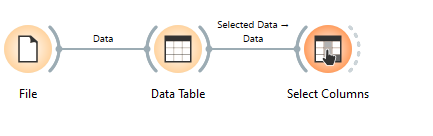 Selected Data →
Data
Data
File
Data Table
Select Columns